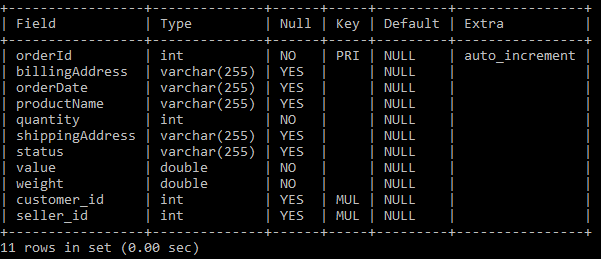 +-----------------+--------------+------+-----+---------+----------------+
| Field           | Type         | Null | Key | Default | Extra          |
+-----------------+--------------+------+-----+---------+----------------+
| orderId         | int          | NO   | PRI | NULL    | auto_increment |
| billingAddress  | varchar(255) | YES  |     | NULL    |                |
| orderDate       | varchar(255) | YES  |     | NULL    |                |
| productName     | varchar(255) | YES  |     | NULL    |                |
| quantity        | int          | NO   |     | NULL    |                |
| shippingAddress | varchar(255) | YES  |     | NULL    |                |
| status          | varchar(255) | YES  |     | NULL    |                |
| value           | double       | NO   |     | NULL    |                |
| weight          | double       | NO   |     | NULL    |                |
| customer_id     | int          | YES  | MUL | NULL    |                |
| seller_id       | int          | YES  | MUL | NULL    |                |
+-----------------+--------------+------+-----+---------+----------------+
11 rows in set (0.00 sec)